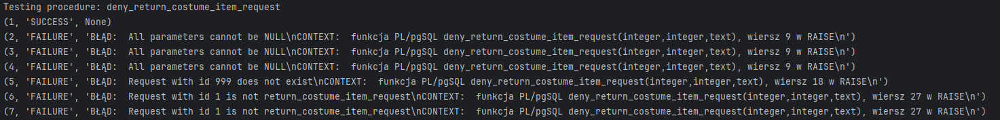 Testing procedure: deny_return_costume_item_request
(1, 'SUCCESS', None)
(2, 'FAILURE', 'BŁĄD:  All parameters cannot be NULL\nCONTEXT:  funkcja PL/pgSQL deny_return_costume_item_request(integer,integer,text), wiersz 9 w RAISE\n')
(3, 'FAILURE', 'BŁĄD:  All parameters cannot be NULL\nCONTEXT:  funkcja PL/pgSQL deny_return_costume_item_request(integer,integer,text), wiersz 9 w RAISE\n')
(4, 'FAILURE', 'BŁĄD:  All parameters cannot be NULL\nCONTEXT:  funkcja PL/pgSQL deny_return_costume_item_request(integer,integer,text), wiersz 9 w RAISE\n')
(5, 'FAILURE', 'BŁĄD:  Request with id 999 does not exist\nCONTEXT:  funkcja PL/pgSQL deny_return_costume_item_request(integer,integer,text), wiersz 18 w RAISE\n')
(6, 'FAILURE', 'BŁĄD:  Request with id 1 is not return_costume_item_request\nCONTEXT:  funkcja PL/pgSQL deny_return_costume_item_request(integer,integer,text), wiersz 27 w RAISE\n')
(7, 'FAILURE', 'BŁĄD:  Request with id 1 is not return_costume_item_request\nCONTEXT:  funkcja PL/pgSQL deny_return_costume_item_request(integer,integer,text), wiersz 27 w RAISE\n')